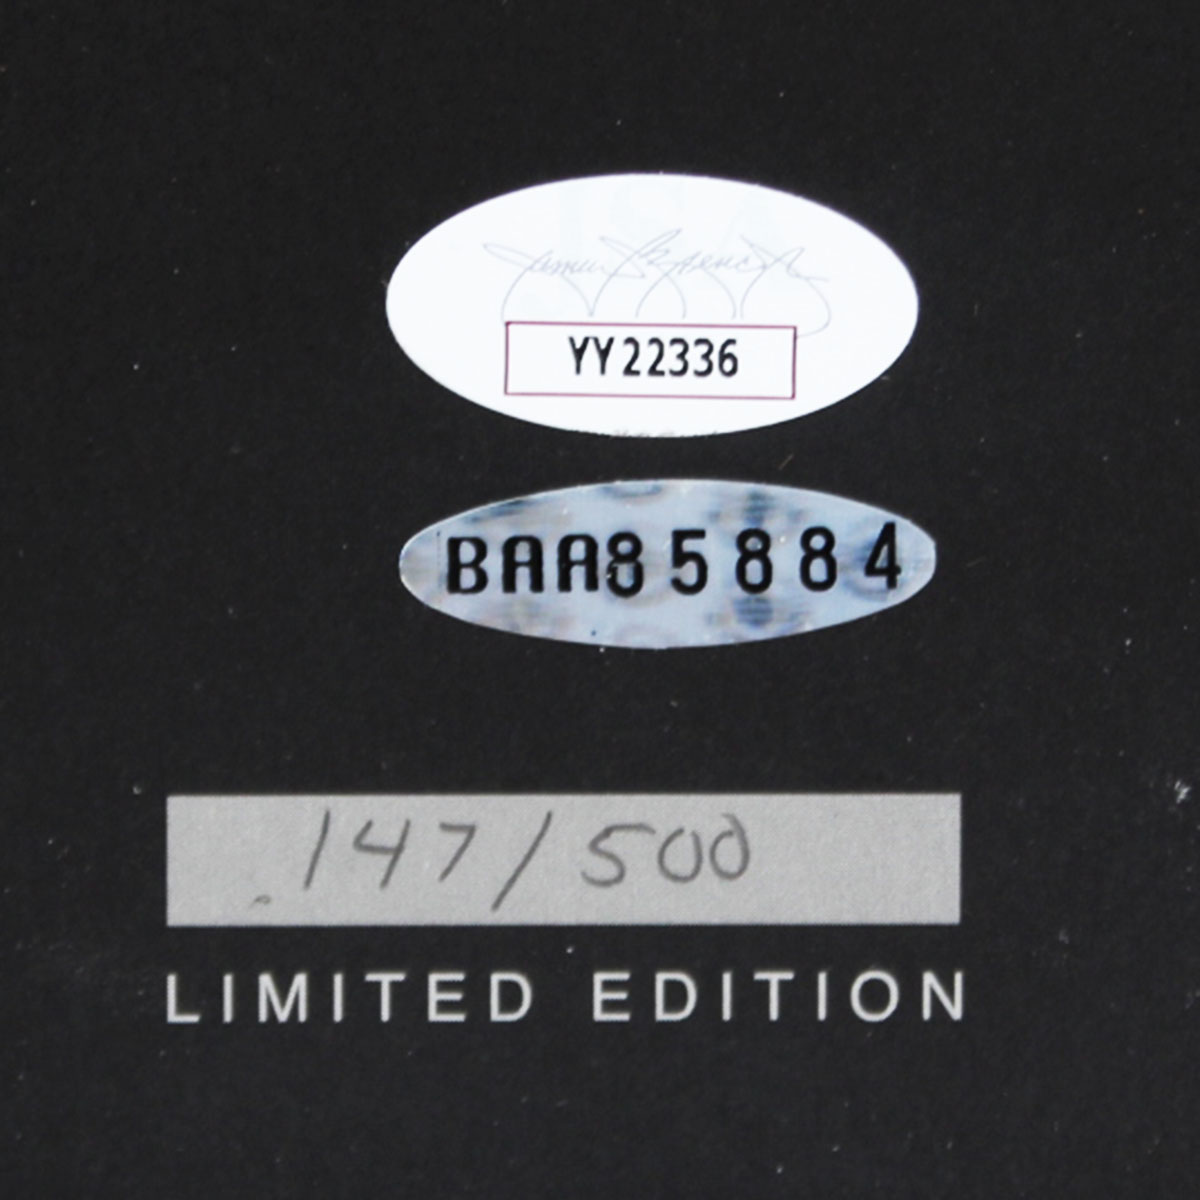 YY22336
BAA85884
147/500
LIMITED EDITION